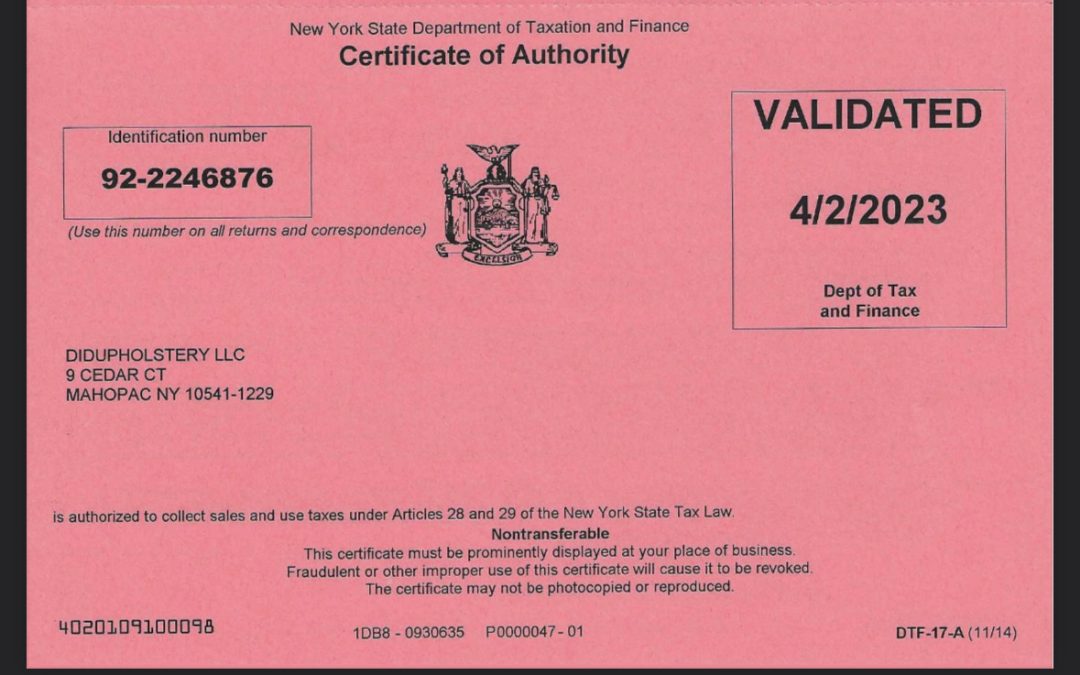 New York State Department of Taxation and Finance
Certificate of Authority
Identification number
92-2246876
(Use this number on all returns and correspondence)
VALIDATED
4/2/2023
Dept of Tax
and Finance
EXCELSIOR
DIDUPHOLSTERY LLC
9 CEDAR CT
MAHOPAC NY 10541-1229
is authorized to collect sales and use taxes under Articles 28 and 29 of the New York State Tax Law.
Nontransferable
This certificate must be prominently displayed at your place of business.
Fraudulent or other improper use of this certificate will cause it to be revoked.
The certificate may not be photocopied or reproduced.
4020109100098
1DB8 - 0930635 P0000047 - 01
DTF-17-A (11/14)